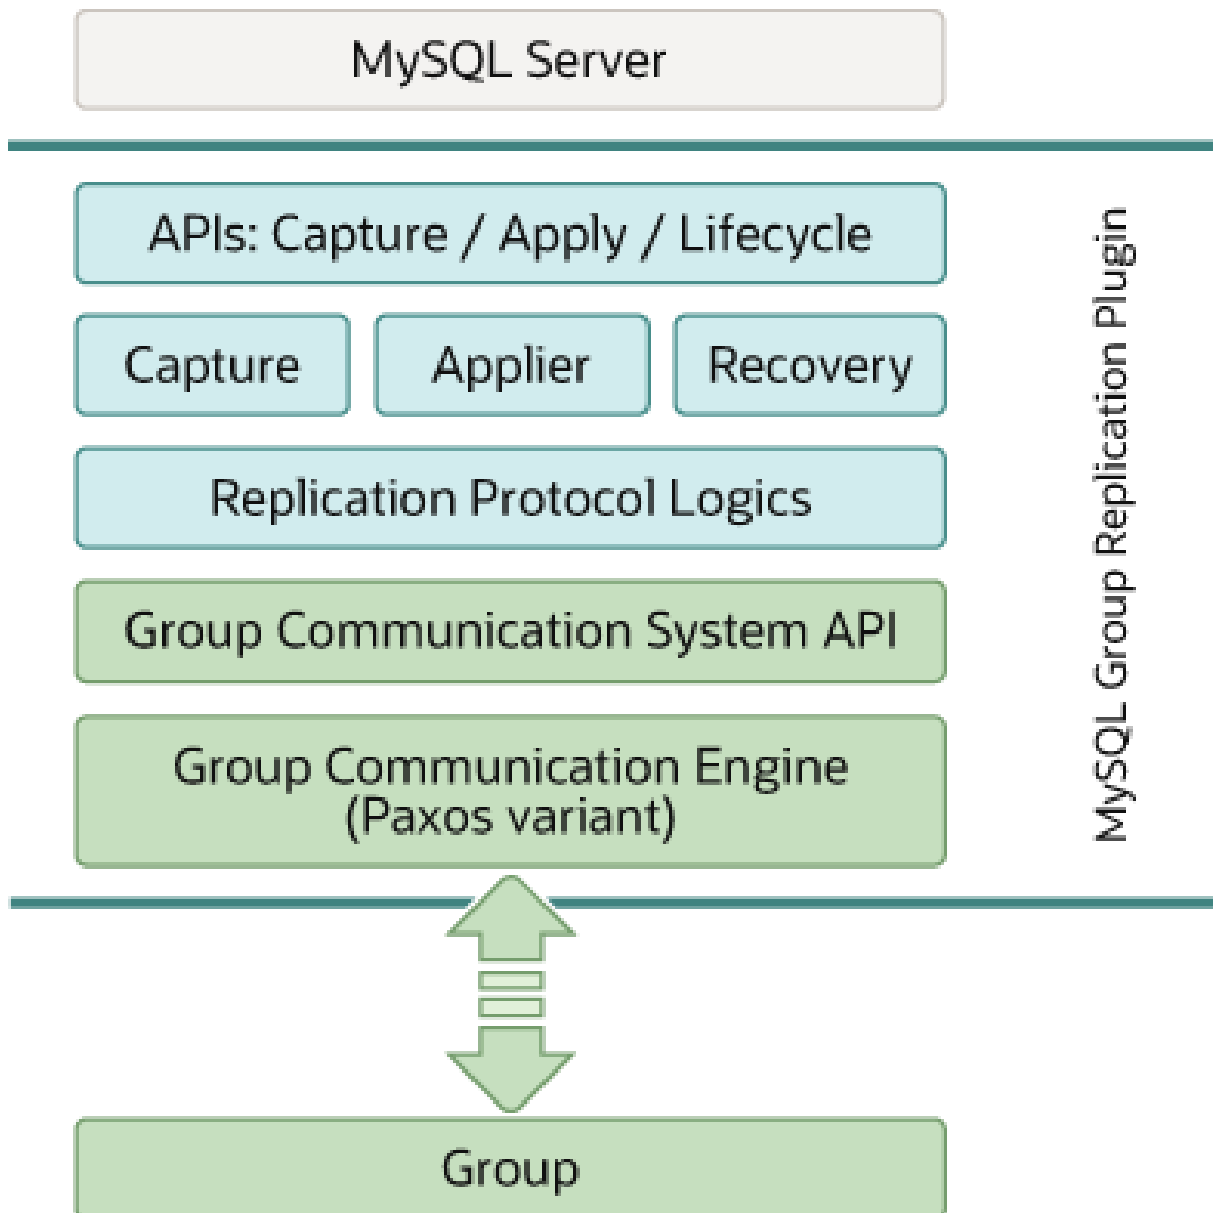 MySQL Server
APIs: Capture / Apply / Lifecycle
Capture
Applier
Recovery
Replication Protocol Logics
Group Communication System API
Group Communication Engine
(Paxos variant)
MySQL Group Replication Plugin
Group